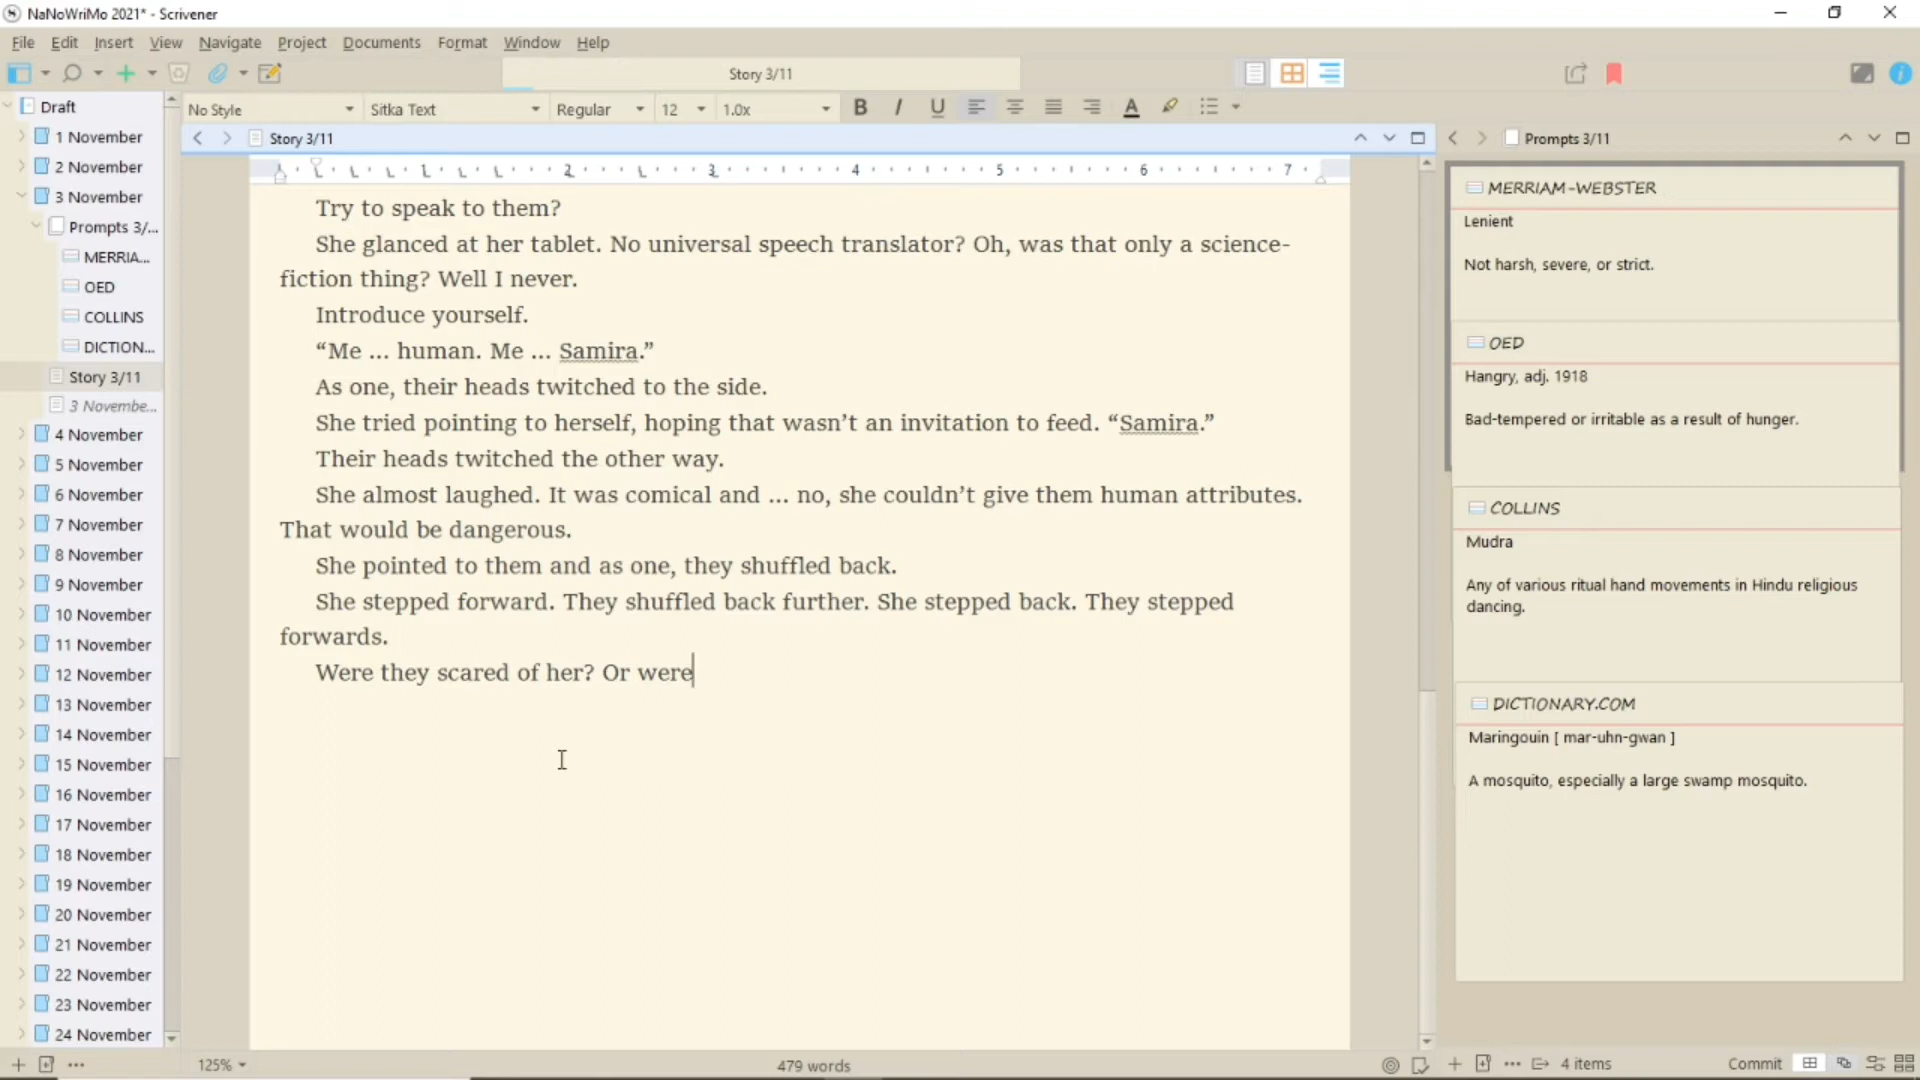 NaNoWriMo 2021* - Scrivener
File Edit Insert View Navigate Project Documents Format Window Help
Story 3/11
No Style Sitka Text Regular 12 1.0x B I U A
Draft
1 November
2 November
3 November
Prompts 3/...
MERRIA...
OED
COLLINS
DICTION...
Story 3/11
3 Novembe...
4 November
5 November
6 November
7 November
8 November
9 November
10 November
11 November
12 November
13 November
14 November
15 November
16 November
17 November
18 November
19 November
20 November
21 November
22 November
23 November
24 November
Story 3/11
1 2 3 4 5 6 7
Try to speak to them?
She glanced at her tablet. No universal speech translator? Oh, was that only a science-
fiction thing? Well I never.
Introduce yourself.
“Me … human. Me … Samira.”
As one, their heads twitched to the side.
She tried pointing to herself, hoping that wasn’t an invitation to feed. “Samira.”
Their heads twitched the other way.
She almost laughed. It was comical and … no, she couldn’t give them human attributes.
That would be dangerous.
She pointed to them and as one, they shuffled back.
She stepped forward. They shuffled back further. She stepped back. They stepped
forwards.
Were they scared of her? Or were
125%
479 words
Prompts 3/11
MERRIAM-WEBSTER
Lenient
Not harsh, severe, or strict.
OED
Hangry, adj. 1918
Bad-tempered or irritable as a result of hunger.
COLLINS
Mudra
Any of various ritual hand movements in Hindu religious
dancing.
DICTIONARY.COM
Maringouin [ mar-uhn-gwan ]
A mosquito, especially a large swamp mosquito.
4 items
Commit